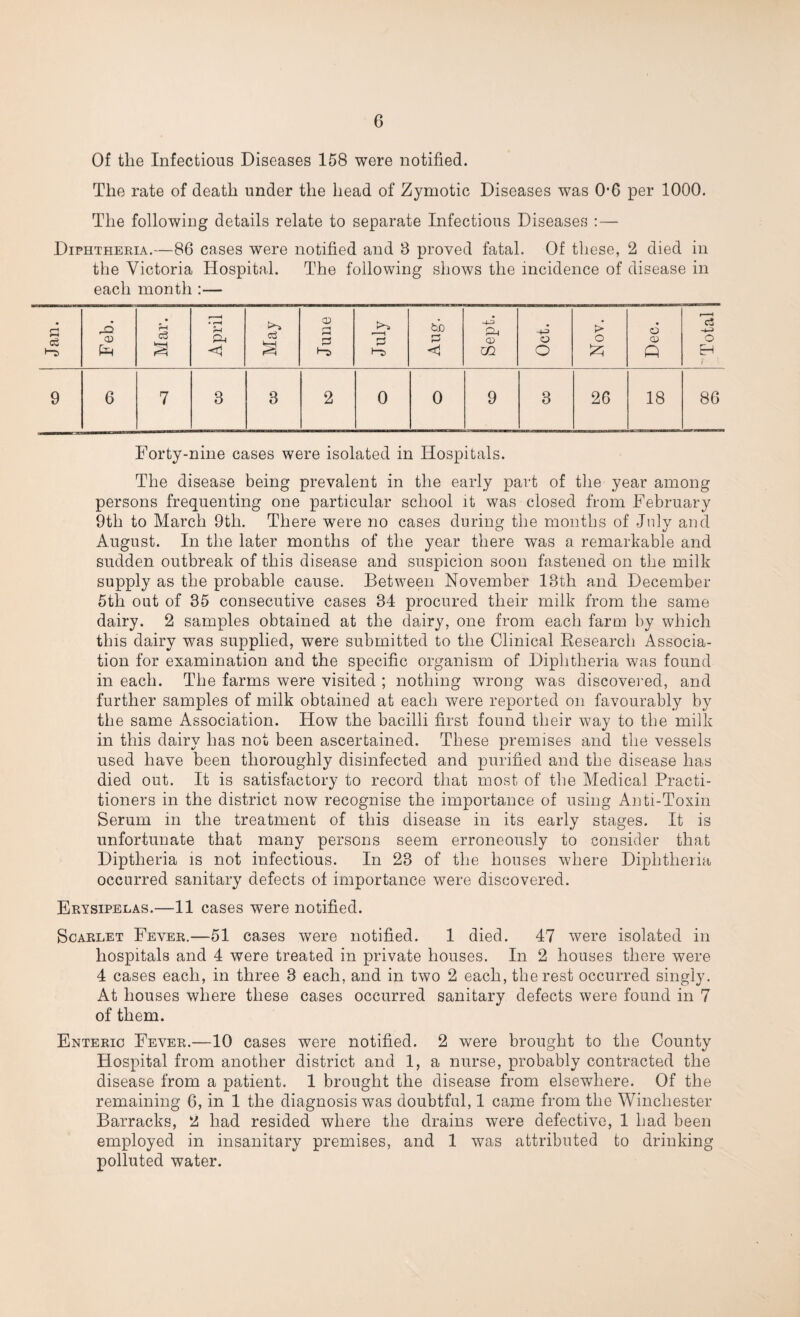 6
Of the Infectious Diseases 158 were notified.
The rate of death under the head of Zymotic Diseases was 0·6 per 1000.
The following details relate to separate Infectious Diseases :—
Diphtheria.—86 cases were notified and 3 proved fatal. Of these, 2 died in
the Victoria Hospital. The following shows the incidence of disease in
each month :—
Jan. Feb. Mar. April May June July Aug. Sept. Oct. Nov. Dec. Total
9 6 7 3 3 2 0 0 9 3 26 18 86
Forty-nine cases were isolated in Hospitals.
The disease being prevalent in the early part of the year among
persons frequenting one particular school it was closed from February
9th to March 9th. There were no cases during the months of July and
August. In the later months of the year there was a remarkable and
sudden outbreak of this disease and suspicion soon fastened on the milk
supply as the probable cause. Between November 13th and December
5th out of 35 consecutive cases 34 procured their milk from the same
dairy. 2 samples obtained at the dairy, one from each farm by which
this dairy was supplied, were submitted to the Clinical Research Associa-
tion for examination and the specific organism of Diphtheria was found
in each. The farms were visited ; nothing wrong was discovered, and
further samples of milk obtained at each were reported on favourably by
the same Association. How the bacilli first found their way to the milk
in this dairy has not been ascertained. These premises and the vessels
used have been thoroughly disinfected and purified and the disease has
died out. It is satisfactory to record that most of the Medical Practi-
tioners in the district now recognise the importance of using Anti-Toxin
Serum in the treatment of this disease in its early stages. It is
unfortunate that many persons seem erroneously to consider that
Diptheria is not infectious. In 23 of the houses where Diphtheria
occurred sanitary defects of importance were discovered.
Erysipelas.—11 cases were notified.
Scarlet Fever.—51 cases were notified. 1 died. 47 were isolated in
hospitals and 4 were treated in private houses. In 2 houses there were
4 cases each, in three 3 each, and in two 2 each, the rest occurred singly.
At houses where these cases occurred sanitary defects were found in 7
of them.
Enteric Fever.—10 cases were notified. 2 were brought to the County
Hospital from another district and 1, a nurse, probably contracted the
disease from a patient. 1 brought the disease from elsewhere. Of the
remaining 6, in 1 the diagnosis was doubtful, 1 came from the Winchester
Barracks, 2 had resided where the drains were defective, 1 had been
employed in insanitary premises, and 1 was attributed to drinking
polluted water.